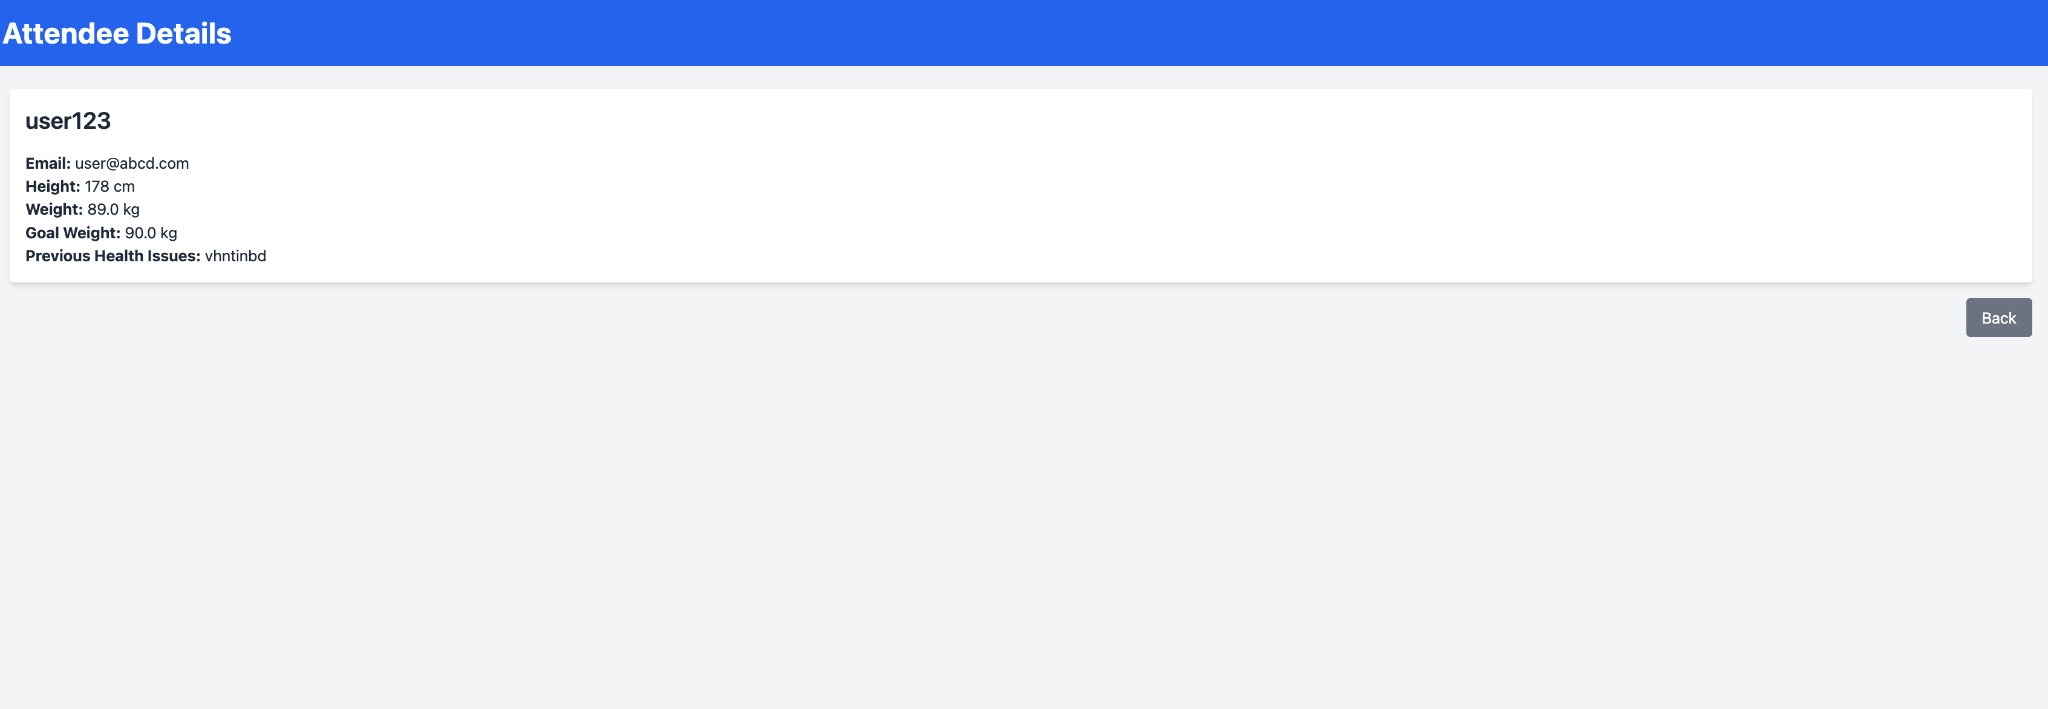 Attendee Details
user123
Email: user@abcd.com
Height: 178 cm
Weight: 89.0 kg
Goal Weight: 90.0 kg
Previous Health Issues: vhntinbd
Back